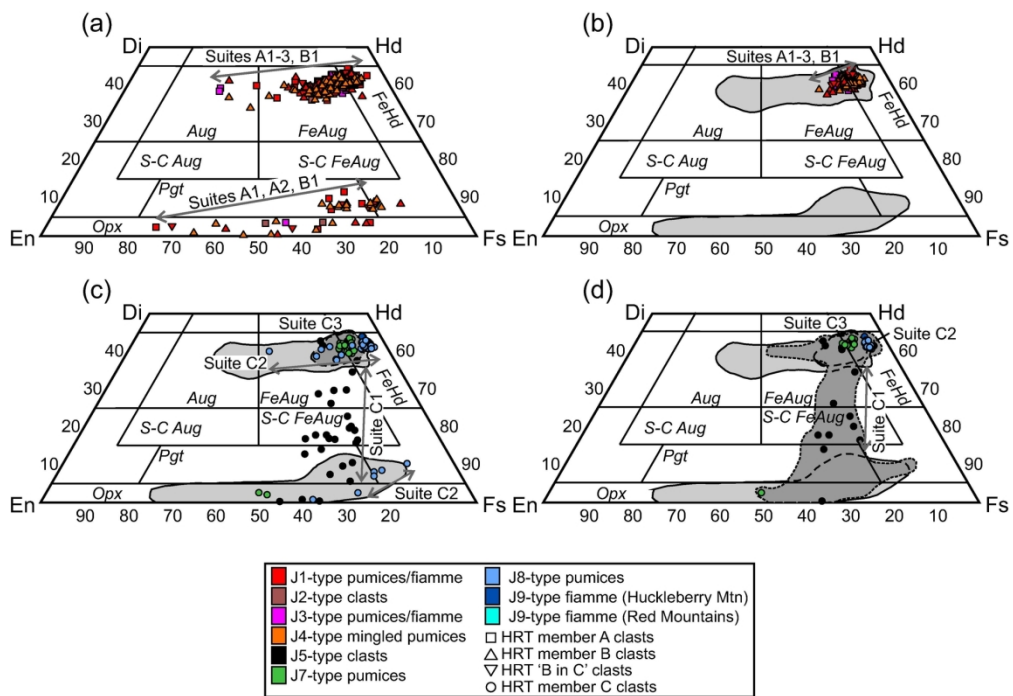 (a)
Di
Hd
Suites A1-3, B1
40
60
30
FeHd
70
Aug
FeAug
20
80
S-C Aug
S-C FeAug
10
Pgt
Suites A1, A2, B1
90
Opx
En
Fs
90 80 70 60 50 40 30 20 10
(b)
Di
Hd
Suites A1-3, B1
40
60
30
FeHd
70
Aug
FeAug
20
80
S-C Aug
S-C FeAug
10
Pgt
90
Opx
En
Fs
90 80 70 60 50 40 30 20 10
(c)
Di
Hd
Suite C3
40
60
Suite C2
30
FeHd
70
Aug
FeAug
20
80
S-C Aug
S-C FeAug
Suite C1
10
Pgt
90
Opx
Suite C2
En
Fs
90 80 70 60 50 40 30 20 10
(d)
Di
Hd
Suite C3
Suite C2
40
60
30
FeHd
70
Aug
FeAug
20
80
S-C Aug
S-C FeAug
Suite C1
10
Pgt
90
Opx
En
Fs
90 80 70 60 50 40 30 20 10
J1-type pumices/fiamme
J2-type clasts
J3-type pumices/fiamme
J4-type mingled pumices
J5-type clasts
J7-type pumices
J8-type pumices
J9-type fiamme (Huckleberry Mtn)
J9-type fiamme (Red Mountains)
HRT member A clasts
HRT member B clasts
HRT 'B in C' clasts
HRT member C clasts